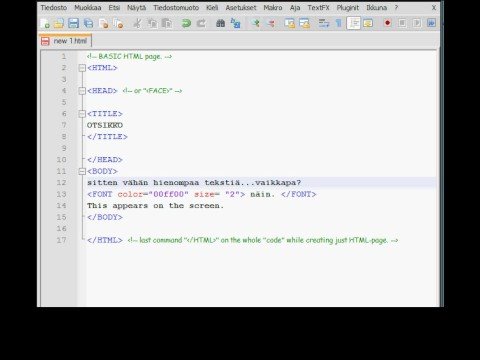 Tiedosto Muokkaa Etsi Näytä Tiedostomuoto Kieli Asetukset Makro Aja TextFX Pluginit Ikkuna ? X
new 1.html
1 <!-- BASIC HTML page. -->
2 <HTML>
3
4 <HEAD> <!-- or "<FACE>" -->
5
6 <TITLE>
7 OTSIKKO
8 </TITLE>
9
10 </HEAD>
11 <BODY>
12 sitten vähän hienompaa tekstiä...vaikkapa?
13 <FONT color="00ff00" size= "2"> näin. </FONT>
14 This appears on the screen.
15 </BODY>
16
17 </HTML> <!-- last command "</HTML>" on the whole "code" while creating just HTML-page. -->